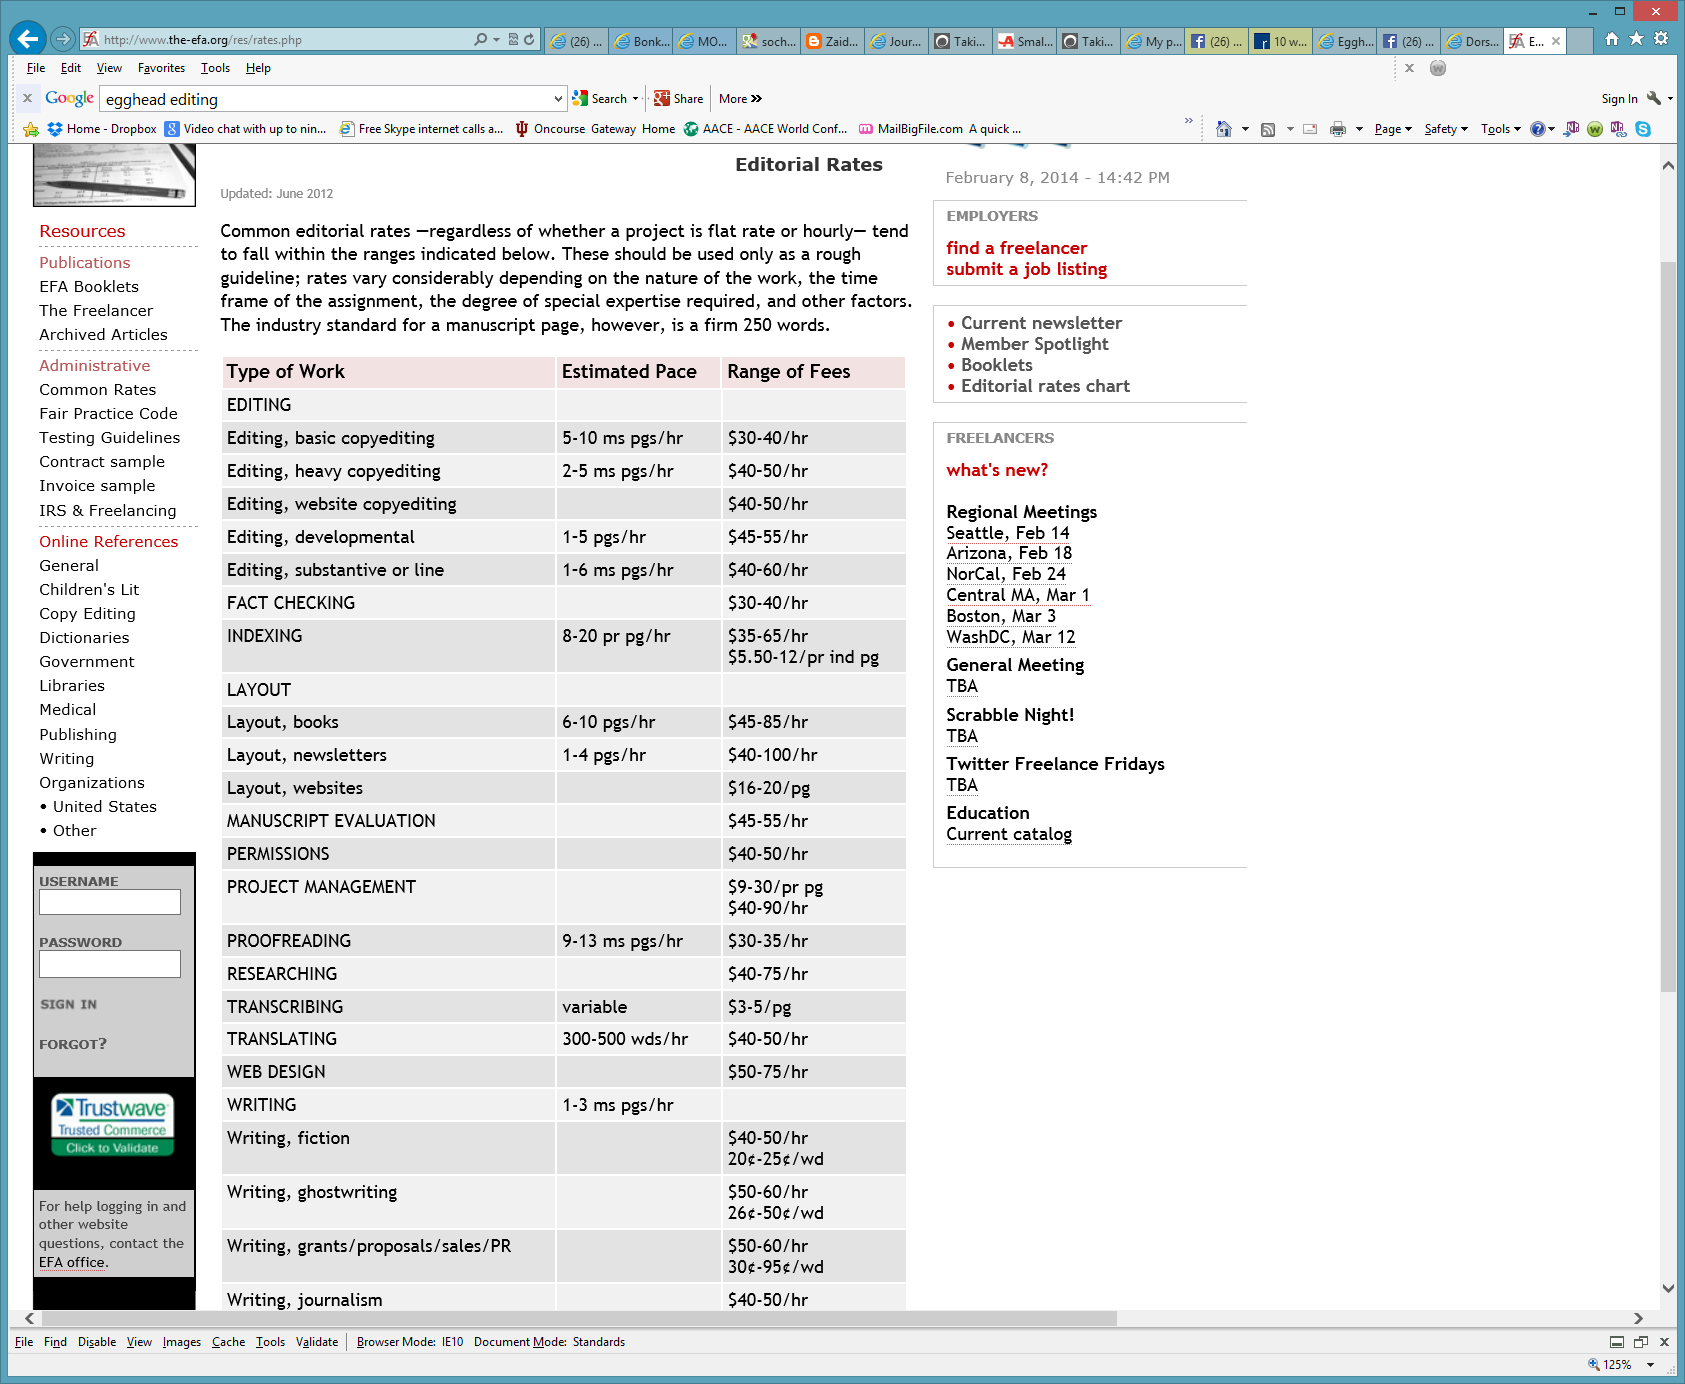 http://www.the-efa.org/res/rates.php
(26) ...
Bonk...
MO...
soch...
Zaid...
Jour...
Taki...
Smal...
Taki...
My p...
(26) ...
10 w...
Eggh...
(26) ...
Dors...
E...
File Edit View Favorites Tools Help
Google egghead editing Search Share More »
Sign In
Home - Dropbox Video chat with up to nin... Free Skype internet calls a... Oncourse Gateway Home AACE - AACE World Conf... MailBigFile.com A quick ...
Page Safety Tools
Editorial Rates
Updated: June 2012
Common editorial rates —regardless of whether a project is flat rate or hourly— tend
to fall within the ranges indicated below. These should be used only as a rough
guideline; rates vary considerably depending on the nature of the work, the time
frame of the assignment, the degree of special expertise required, and other factors.
The industry standard for a manuscript page, however, is a firm 250 words.
Resources
Publications
EFA Booklets
The Freelancer
Archived Articles
Administrative
Common Rates
Fair Practice Code
Testing Guidelines
Contract sample
Invoice sample
IRS & Freelancing
Online References
General
Children's Lit
Copy Editing
Dictionaries
Government
Libraries
Medical
Publishing
Writing
Organizations
• United States
• Other
USERNAME
PASSWORD
SIGN IN
FORGOT?
Trustwave
Trusted Commerce
Click to Validate
For help logging in and
other website
questions, contact the
EFA office.
Type of Work Estimated Pace Range of Fees
EDITING
Editing, basic copyediting 5-10 ms pgs/hr $30-40/hr
Editing, heavy copyediting 2-5 ms pgs/hr $40-50/hr
Editing, website copyediting $40-50/hr
Editing, developmental 1-5 pgs/hr $45-55/hr
Editing, substantive or line 1-6 ms pgs/hr $40-60/hr
FACT CHECKING $30-40/hr
INDEXING 8-20 pr pg/hr $35-65/hr
$5.50-12/pr ind pg
LAYOUT
Layout, books 6-10 pgs/hr $45-85/hr
Layout, newsletters 1-4 pgs/hr $40-100/hr
Layout, websites $16-20/pg
MANUSCRIPT EVALUATION $45-55/hr
PERMISSIONS $40-50/hr
PROJECT MANAGEMENT $9-30/pr pg
$40-90/hr
PROOFREADING 9-13 ms pgs/hr $30-35/hr
RESEARCHING $40-75/hr
TRANSCRIBING variable $3-5/pg
TRANSLATING 300-500 wds/hr $40-50/hr
WEB DESIGN $50-75/hr
WRITING 1-3 ms pgs/hr
Writing, fiction $40-50/hr
20¢-25¢/wd
Writing, ghostwriting $50-60/hr
26¢-50¢/wd
Writing, grants/proposals/sales/PR $50-60/hr
30¢-95¢/wd
Writing, journalism $40-50/hr
February 8, 2014 - 14:42 PM
EMPLOYERS
find a freelancer
submit a job listing
• Current newsletter
• Member Spotlight
• Booklets
• Editorial rates chart
FREELANCERS
what's new?
Regional Meetings
Seattle, Feb 14
Arizona, Feb 18
NorCal, Feb 24
Central MA, Mar 1
Boston, Mar 3
WashDC, Mar 12
General Meeting
TBA
Scrabble Night!
TBA
Twitter Freelance Fridays
TBA
Education
Current catalog
File Find Disable View Images Cache Tools Validate Browser Mode: IE10 Document Mode: Standards
125%